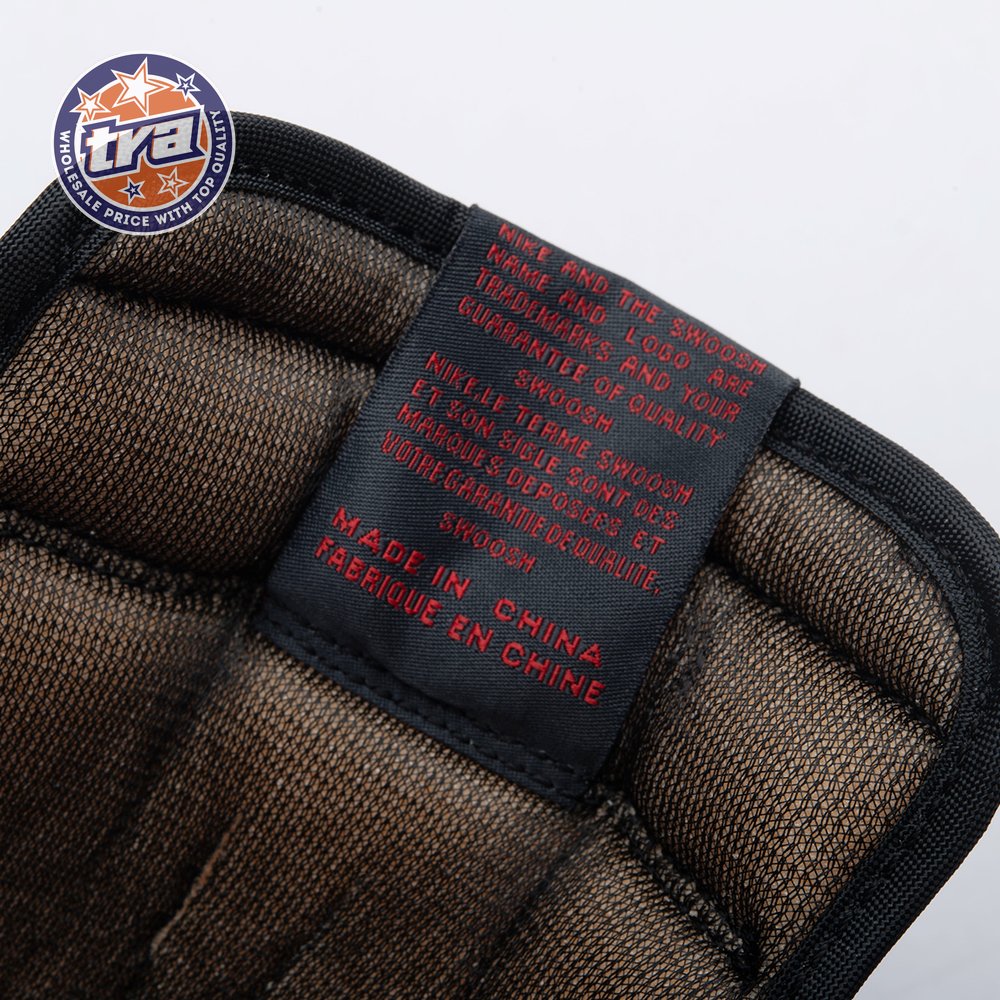 tra
WHOLESALE PRICE WITH TOP QUALITY
NIKE AND THE SWOOSH
NAME AND LOGO ARE
TRADEMARKS AND YOUR
GUARANTEE OF QUALITY
SWOOSH
NIKE.LE TERME SWOOSH
ET SON SIGLE SONT DES
MARQUES DEPOSEES ET
VOTRE GARANTIE DE QUALITE.
SWOOSH
MADE IN CHINA
FABRIQUE EN CHINE